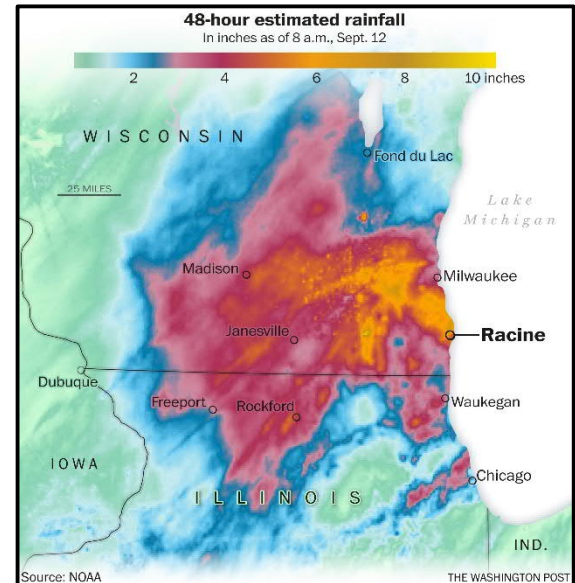 48-hour estimated rainfall
In inches as of 8 a.m., Sept. 12
2 4 6 8 10 inches
WISCONSIN
Fond du Lac
25 MILES
Lake
Michigan
Madison
Milwaukee
Janesville
Racine
Dubuque
Freeport
Rockford
Waukegan
IOWA
Chicago
ILLINOIS
IND.
Source: NOAA
THE WASHINGTON POST